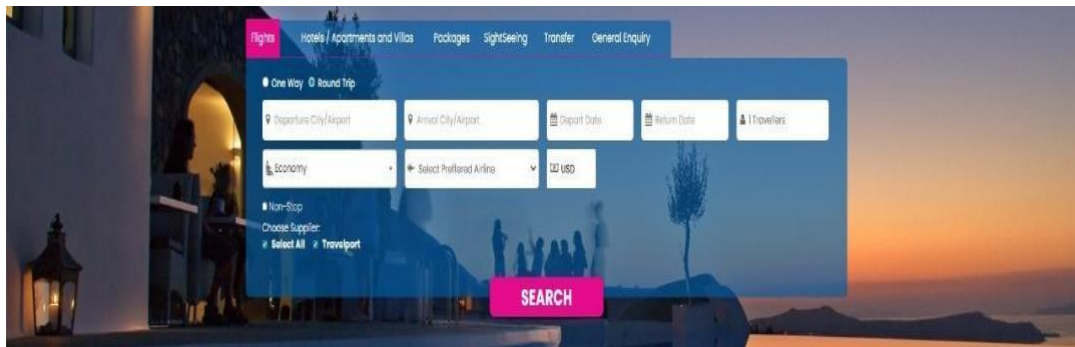 Flights Hotels / Apartments and Villas Packages SightSeeing Transfer General Enquiry
One Way Round Trip
Departure City/Airport Arrival City/Airport Depart Date Return Date 1 Travellers
Economy Select Preffered Airline USD
Non-Stop
Choose Supplier:
Select All Travelport
SEARCH